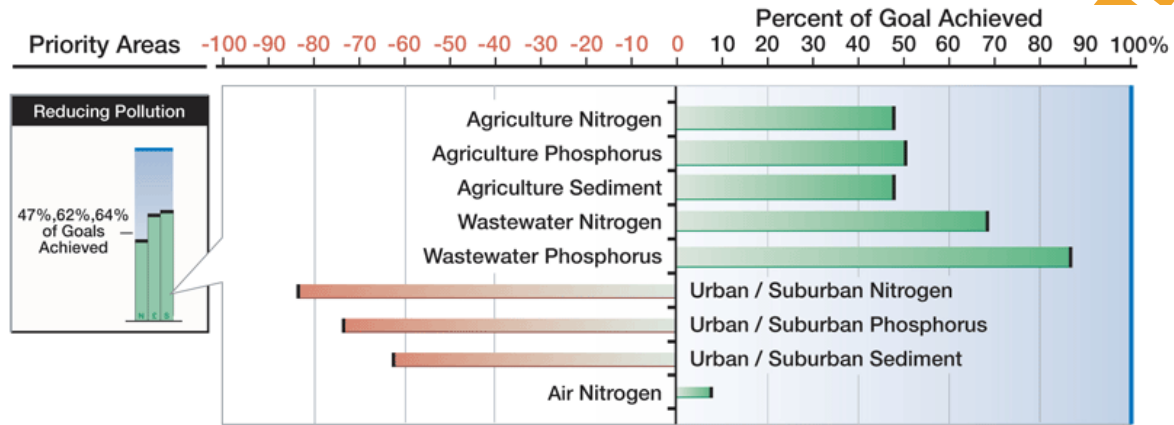 Percent of Goal Achieved
Priority Areas -100 -90 -80 -70 -60 -50 -40 -30 -20 -10 0 10 20 30 40 50 60 70 80 90 100%
Reducing Pollution
47%,62%,64%
of Goals
Achieved
Agriculture Nitrogen
Agriculture Phosphorus
Agriculture Sediment
Wastewater Nitrogen
Wastewater Phosphorus
Urban / Suburban Nitrogen
Urban / Suburban Phosphorus
Urban / Suburban Sediment
Air Nitrogen